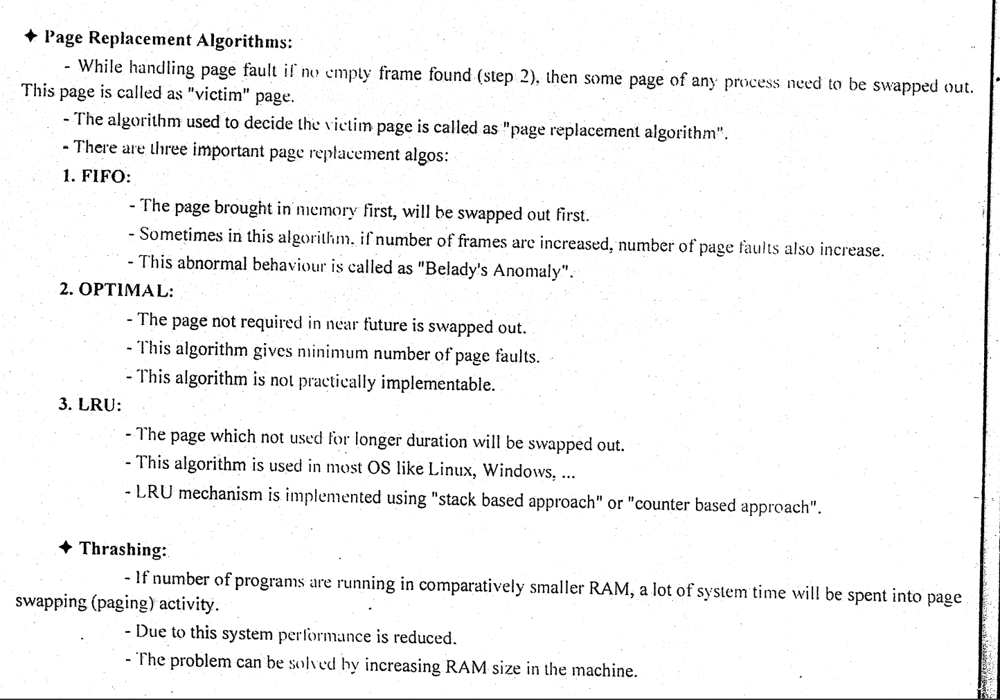 ✦ Page Replacement Algorithms:
- While handling page fault if no empty frame found (step 2), then some page of any process need to be swapped out.
This page is called as "victim" page.
- The algorithm used to decide the victim page is called as "page replacement algorithm".
- There are three important page replacement algos:
1. FIFO:
- The page brought in memory first, will be swapped out first.
- Sometimes in this algorithm, if number of frames are increased, number of page faults also increase.
- This abnormal behaviour is called as "Belady's Anomaly".
2. OPTIMAL:
- The page not required in near future is swapped out.
- This algorithm gives minimum number of page faults.
- This algorithm is not practically implementable.
3. LRU:
- The page which not used for longer duration will be swapped out.
- This algorithm is used in most OS like Linux, Windows, ...
- LRU mechanism is implemented using "stack based approach" or "counter based approach".
✦ Thrashing:
- If number of programs are running in comparatively smaller RAM, a lot of system time will be spent into page
swapping (paging) activity.
- Due to this system performance is reduced.
- The problem can be solved by increasing RAM size in the machine.